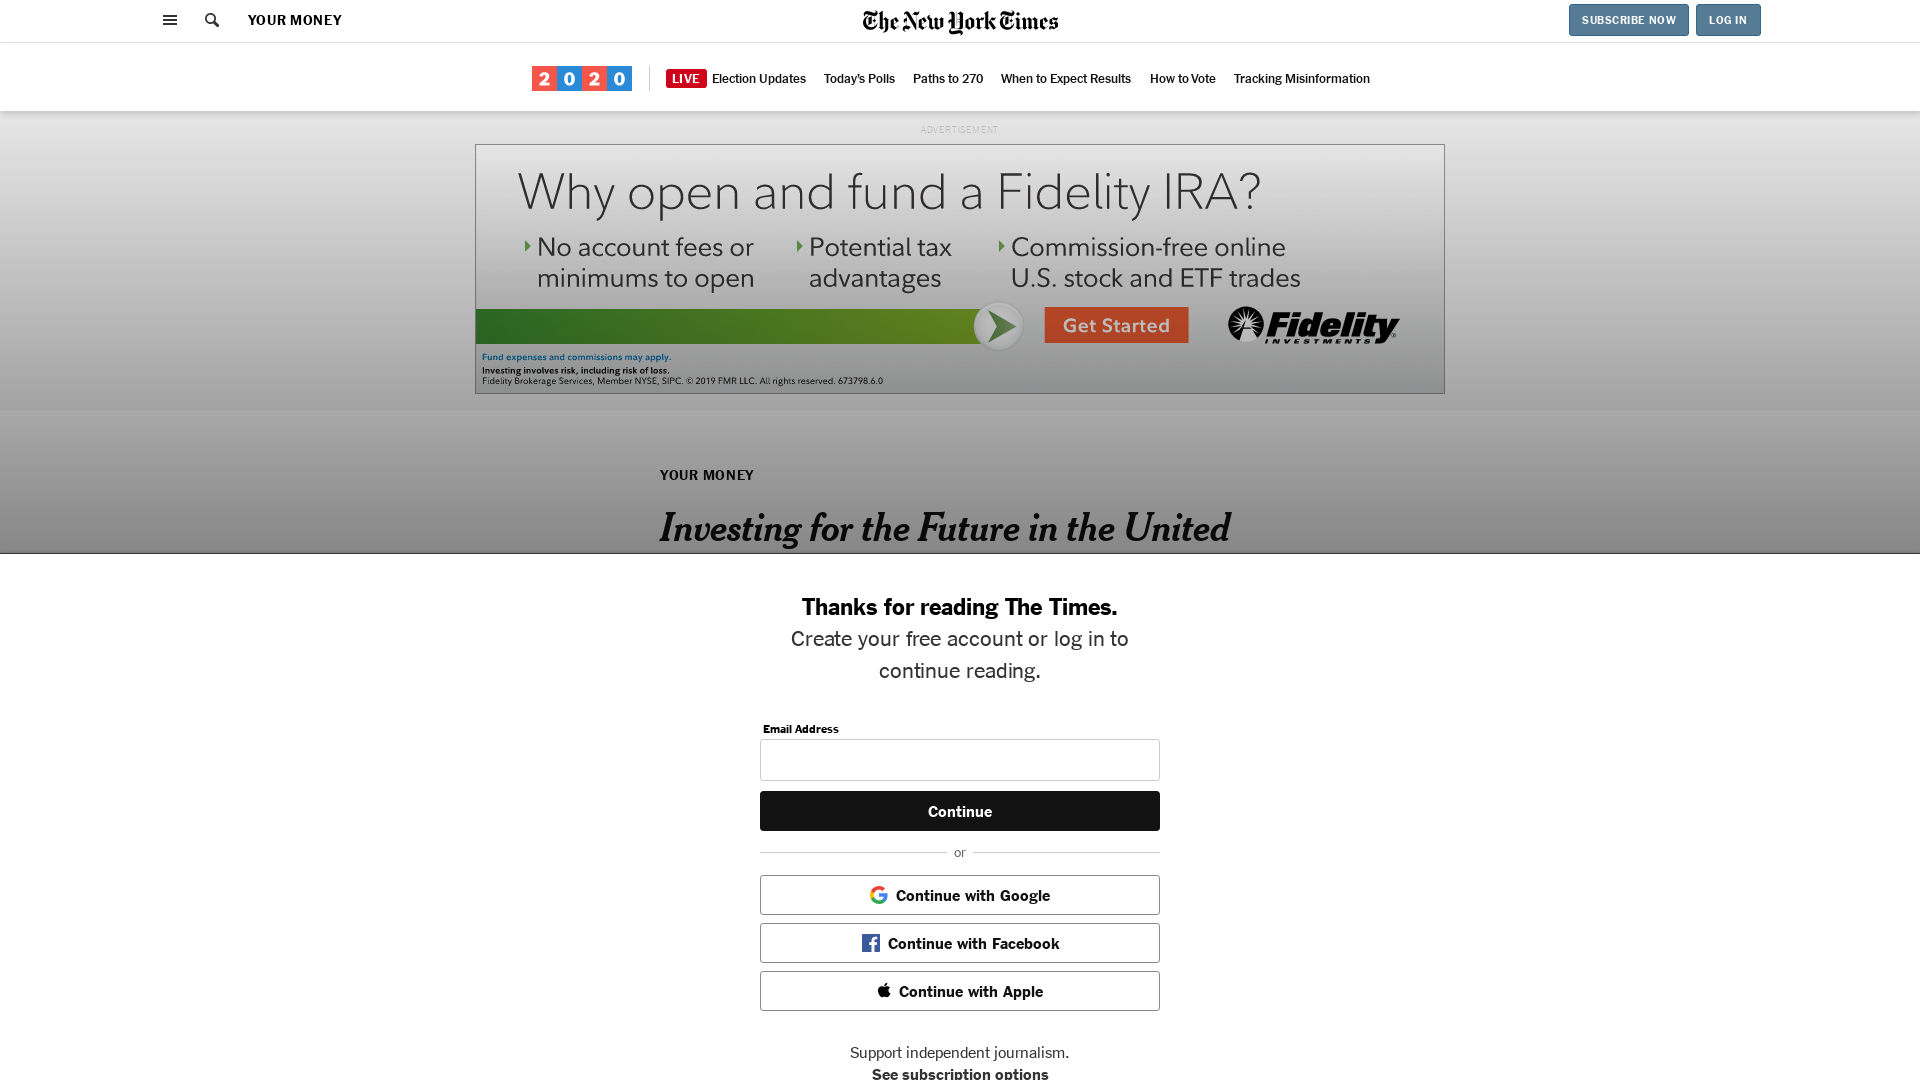 YOUR MONEY
The New York Times
SUBSCRIBE NOW
LOG IN
2020
LIVE Election Updates Today's Polls Paths to 270 When to Expect Results How to Vote Tracking Misinformation
ADVERTISEMENT
Why open and fund a Fidelity IRA?
No account fees or
minimums to open
Potential tax
advantages
Commission-free online
U.S. stock and ETF trades
Get Started
Fidelity
INVESTMENTS
Fund expenses and commissions may apply.
Investing involves risk, including risk of loss.
Fidelity Brokerage Services, Member NYSE, SIPC. © 2019 FMR LLC. All rights reserved. 673798.6.0
YOUR MONEY
Investing for the Future in the United
Thanks for reading The Times.
Create your free account or log in to
continue reading.
Email Address
Continue
or
Continue with Google
Continue with Facebook
Continue with Apple
Support independent journalism.
See subscription options